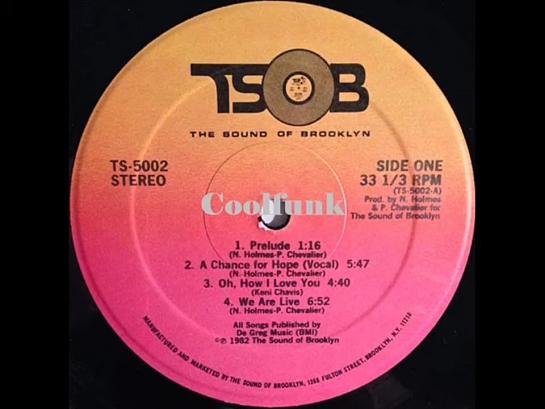 TSOB
THE SOUND OF BROOKLYN
TS-5002
STEREO
SIDE ONE
33 1/3 RPM
(TS-5002-A)
Prod. by N. Holmes
& P. Chevalier for
The Sound of Brooklyn
Coolfunk
1. Prelude 1:16
(N. Holmes-P. Chevalier)
2. A Chance for Hope (Vocal) 5:47
(N. Holmes-P. Chevalier)
3. Oh, How I Love You 4:40
(Keni Chavis)
4. We Are Live 6:52
(N. Holmes-P. Chevalier)
All Songs Published by
De Greg Music (BMI)
©℗ 1982 The Sound of Brooklyn
MANUFACTURED AND MARKETED BY THE SOUND OF BROOKLYN, 1368 FULTON STREET, BROOKLYN, N.Y. 11216